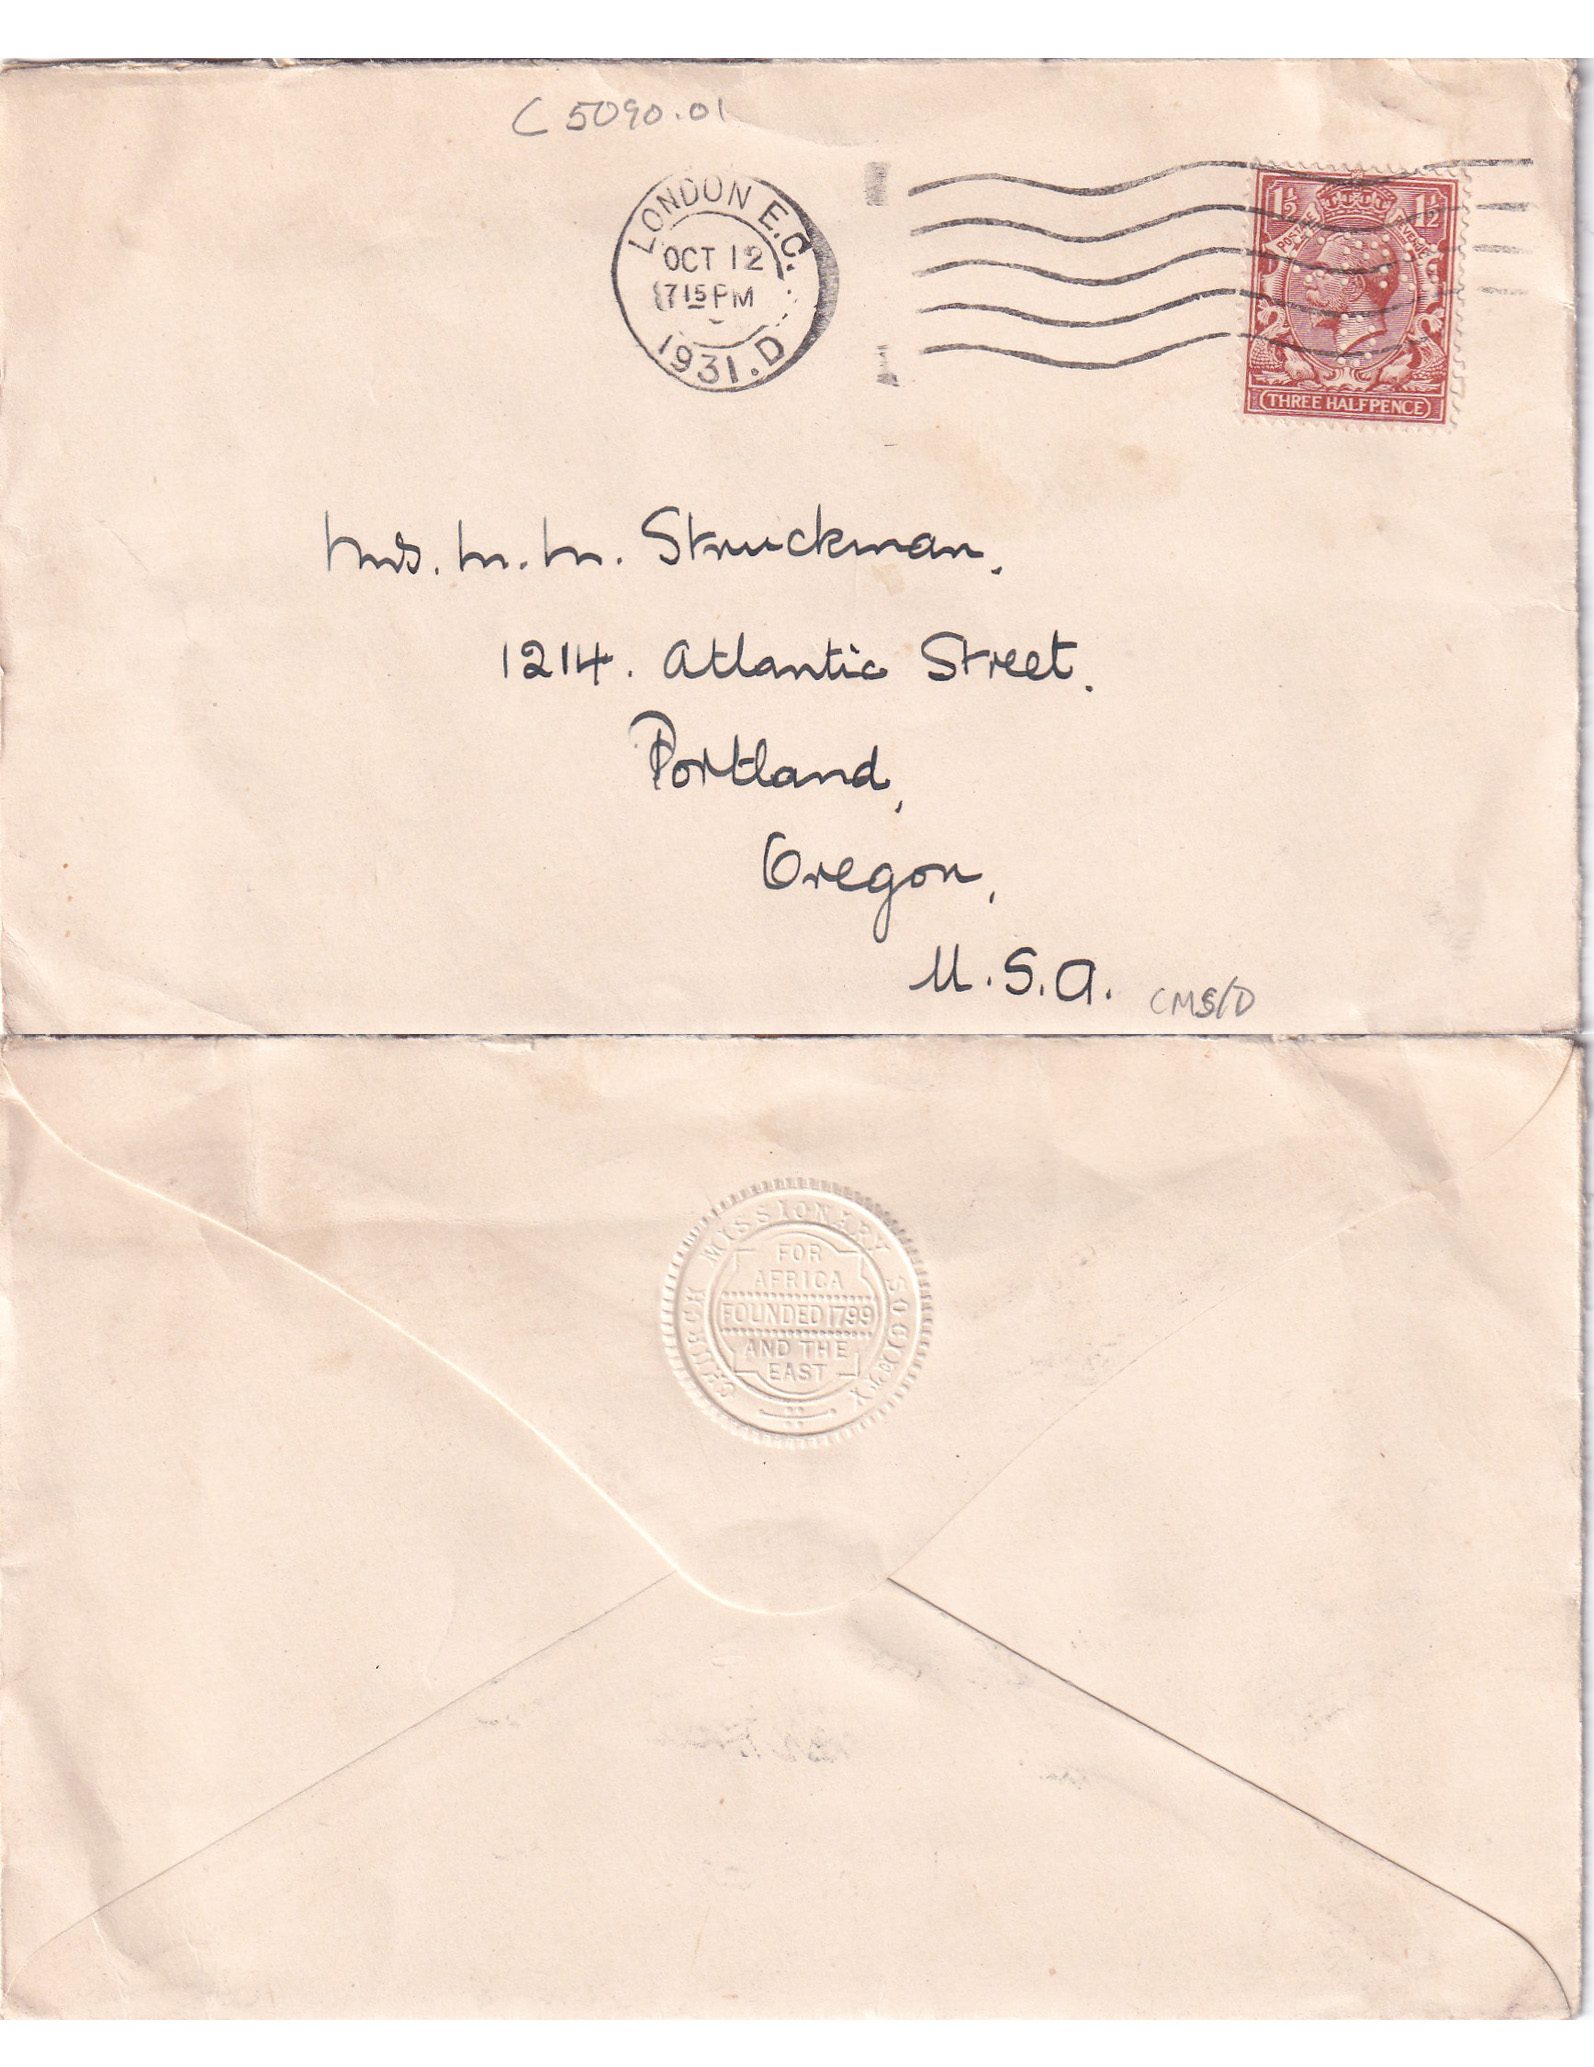 C 5090.01
LONDON E.C.
OCT 12
7 15 PM
1931. D
1½ 1½
POSTAGE REVENUE
THREE HALFPENCE
Mrs. M. M. Struckman.
1214. Atlantic Street.
Portland,
Oregon,
U.S.A.
CMS/D
CHURCH MISSIONARY SOCIETY
FOR
AFRICA
FOUNDED 1799
AND THE
EAST